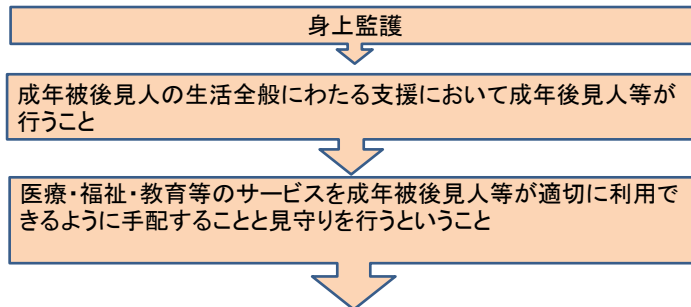 身上監護
成年被後見人の生活全般にわたる支援において成年後見人等が
行うこと
医療・福祉・教育等のサービスを成年被後見人等が適切に利用で
きるように手配することと見守りを行うということ